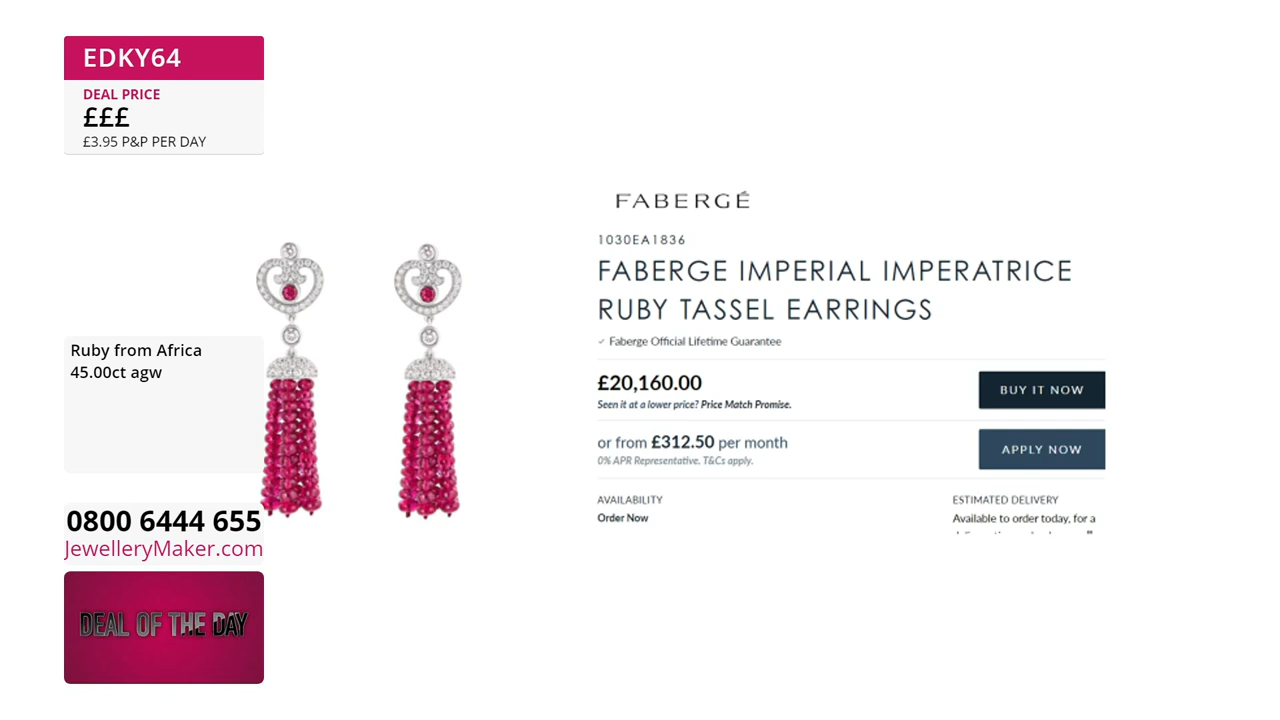 EDKY64
DEAL PRICE
£££
£3.95 P&P PER DAY
Ruby from Africa
45.00ct agw
0800 6444 655
JewelleryMaker.com
DEAL OF THE DAY
FABERGÉ
1030EA1836
FABERGE IMPERIAL IMPERATRICE
RUBY TASSEL EARRINGS
✓ Faberge Official Lifetime Guarantee
£20,160.00
Seen it at a lower price? Price Match Promise.
BUY IT NOW
or from £312.50 per month
0% APR Representative. T&Cs apply.
APPLY NOW
AVAILABILITY
Order Now
ESTIMATED DELIVERY
Available to order today, for a